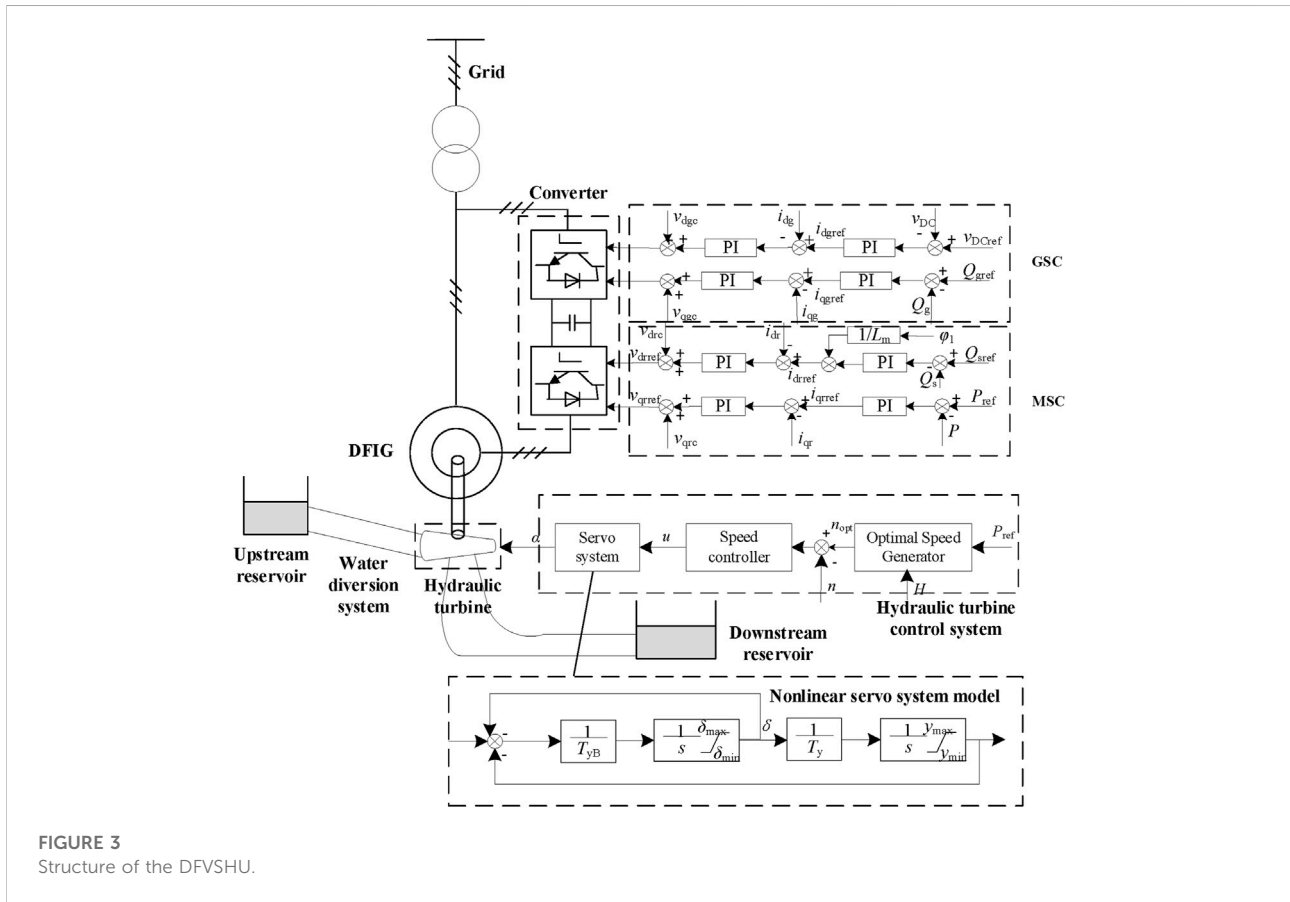 Grid
Converter
v_dgc
i_dg
v_DC
+
-
+
i_dgref
-
+
v_DCref
PI
PI
GSC
+
PI
+
i_qgref
-
PI
+
-
Q_gref
+
v_qgc
i_qg
Q_g
v_drc
i_dr
-
1/L_m
φ_1
v_drref
+
+
PI
+
i_drref
PI
+
-
Q_sref
Q_s
v_qrref
+
+
PI
+
-
i_qrref
PI
+
-
P_ref
MSC
v_qrc
i_qr
P
DFIG
Upstream
reservoir
Water
diversion
system
Hydraulic
turbine
α
Servo
system
u
Speed
controller
+
-
n_opt
n
Optimal Speed
Generator
P_ref
H
Hydraulic turbine
control system
Downstream
reservoir
Nonlinear servo system model
-
-
1/T_yB
1/s
δ_max
δ_min
δ
1/T_y
1/s
y_max
y_min
FIGURE 3
Structure of the DFVSHU.